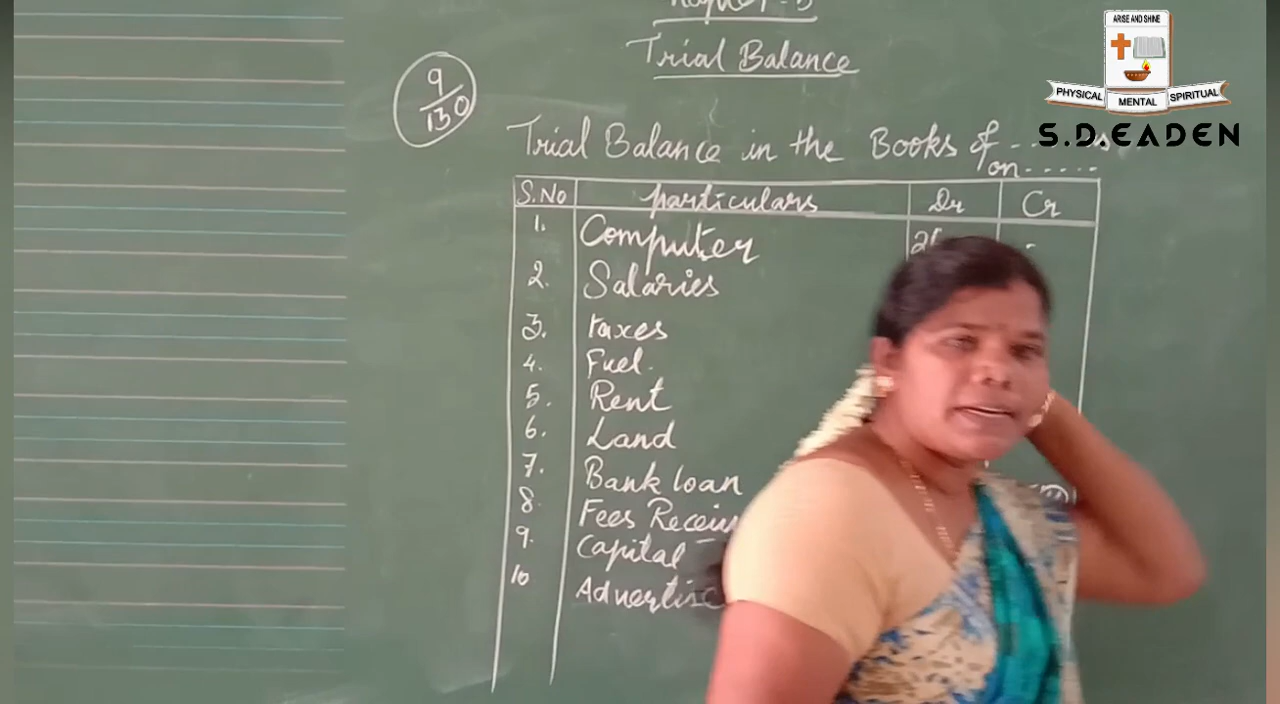 ARISE AND SHINE
PHYSICAL MENTAL SPIRITUAL
S.D.EADEN
Trial Balance
9/130
Trial Balance in the Books of
on-----
S.No particulars Dr Cr
1. Computer -
2. Salaries
3. taxes
4. Fuel.
5. Rent
6. Land
7. Bank loan
8. Fees
9. Capital
10